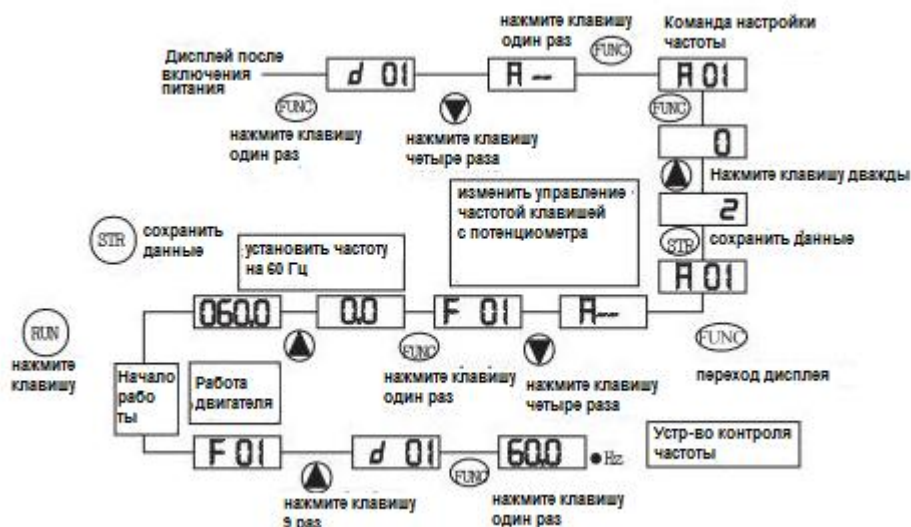 нажмите клавишу
один раз
FUNC
Команда настройки
частоты
Дисплей после
включения
питания
d 01
A --
A 01
FUNC
нажмите клавишу
один раз
нажмите клавишу
четыре раза
FUNC
0
Нажмите клавишу дважды
2
изменить управление
частотой клавишей
с потенциометра
STR
сохранить данные
A 01
STR
сохранить
данные
установить частоту
на 60 Гц
060.0
0.0
F 01
A--
FUNC
переход дисплея
RUN
нажмите
клавишу
FUNC
нажмите клавишу
один раз
нажмите клавишу
четыре раза
Начало
рабо
ты
Работа
двигателя
F 01
d 01
60.0
Hz
Устр-во контроля
частоты
нажмите клавишу
9 раз
FUNC
нажмите клавишу
один раз